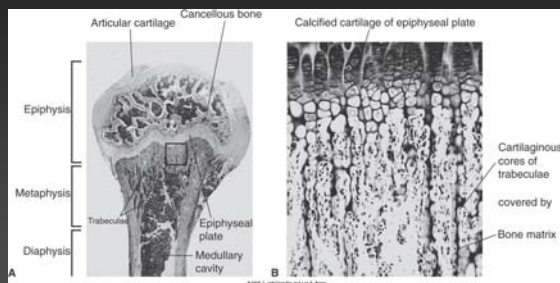 Articular cartilage
Cancellous bone
Epiphysis
Metaphysis
Diaphysis
Trabeculae
Epiphyseal
plate
Medullary
cavity
A
Calcified cartilage of epiphyseal plate
Cartilaginous
cores of
trabeculae
covered by
Bone matrix
B